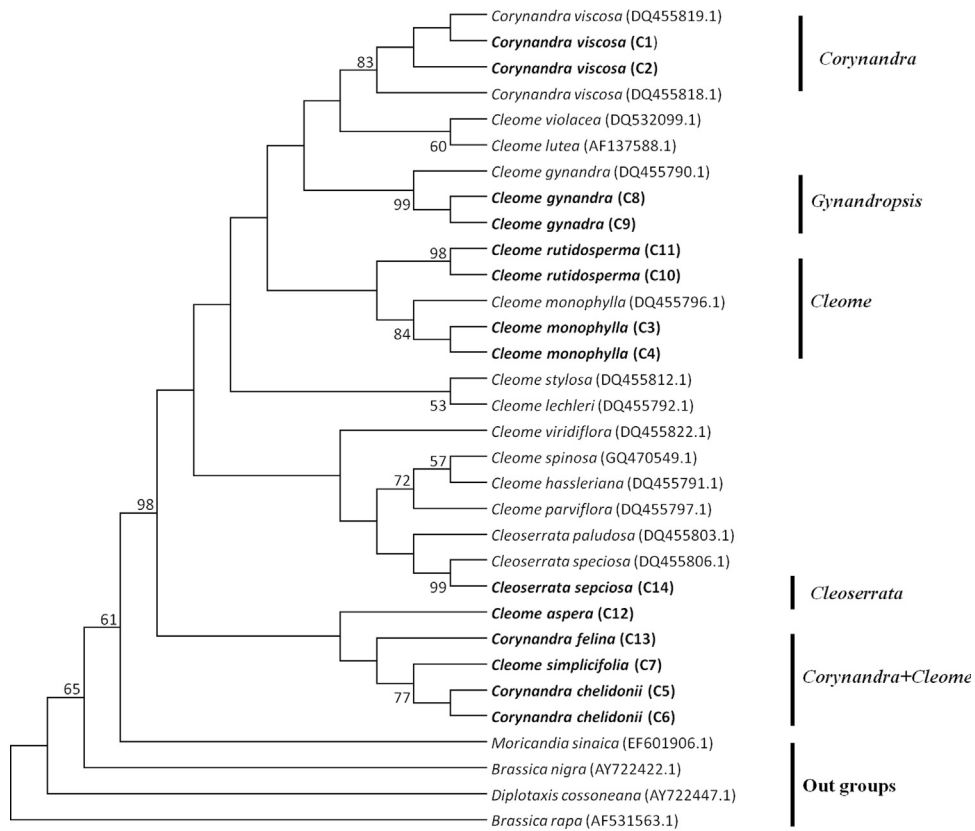 Corynandra viscosa (DQ455819.1)
Corynandra viscosa (C1)
83
Corynandra viscosa (C2)
Corynandra
Corynandra viscosa (DQ455818.1)
Cleome violacea (DQ532099.1)
60
Cleome lutea (AF137588.1)
Cleome gynandra (DQ455790.1)
Cleome gynandra (C8)
Gynandropsis
99
Cleome gynadra (C9)
98
Cleome rutidosperma (C11)
Cleome rutidosperma (C10)
Cleome monophylla (DQ455796.1)
Cleome
84
Cleome monophylla (C3)
Cleome monophylla (C4)
Cleome stylosa (DQ455812.1)
53
Cleome lechleri (DQ455792.1)
Cleome viridiflora (DQ455822.1)
57
Cleome spinosa (GQ470549.1)
72
Cleome hassleriana (DQ455791.1)
Cleome parviflora (DQ455797.1)
98
Cleoserrata paludosa (DQ455803.1)
Cleoserrata speciosa (DQ455806.1)
99
Cleoserrata sepciosa (C14)
Cleoserrata
Cleome aspera (C12)
61
Corynandra felina (C13)
Cleome simplicifolia (C7)
Corynandra+Cleome
65
77
Corynandra chelidonii (C5)
Corynandra chelidonii (C6)
Moricandia sinaica (EF601906.1)
Brassica nigra (AY722422.1)
Out groups
Diplotaxis cossoneana (AY722447.1)
Brassica rapa (AF531563.1)